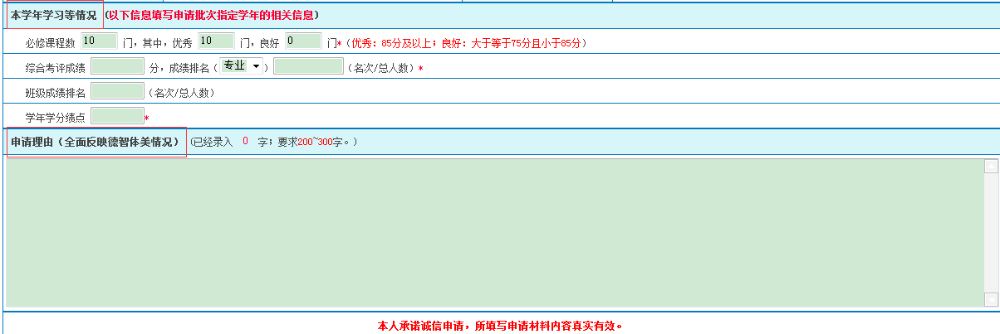 本学年学习等情况 (以下信息填写申请批次指定学年的相关信息)
必修课程数 10 门，其中，优秀 10 门，良好 0 门*（优秀：85分及以上；良好：大于等于75分且小于85分）
综合考评成绩 分，成绩排名（专业）（名次/总人数）*
班级成绩排名 （名次/总人数）
学年学分绩点 *
申请理由（全面反映德智体美情况）（已经录入 0 字；要求200~300字。）
本人承诺诚信申请，所填写申请材料内容真实有效。